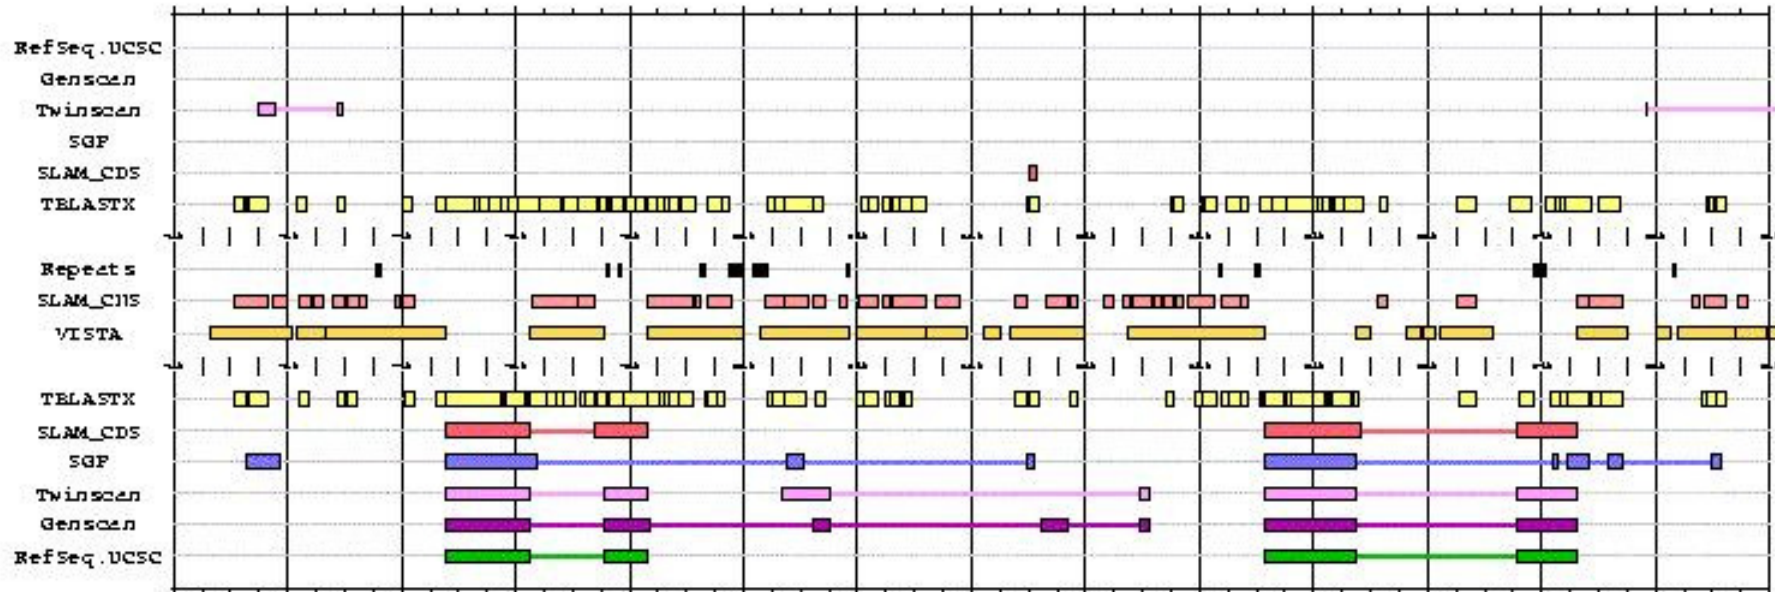 RefSeq.UCSC
Genscan
Twinscan
SGP
SLAM_CDS
TBLASTX
Repeats
SLAM_CNS
VISTA
TBLASTX
SLAM_CDS
SGP
Twinscan
Genscan
RefSeq.UCSC